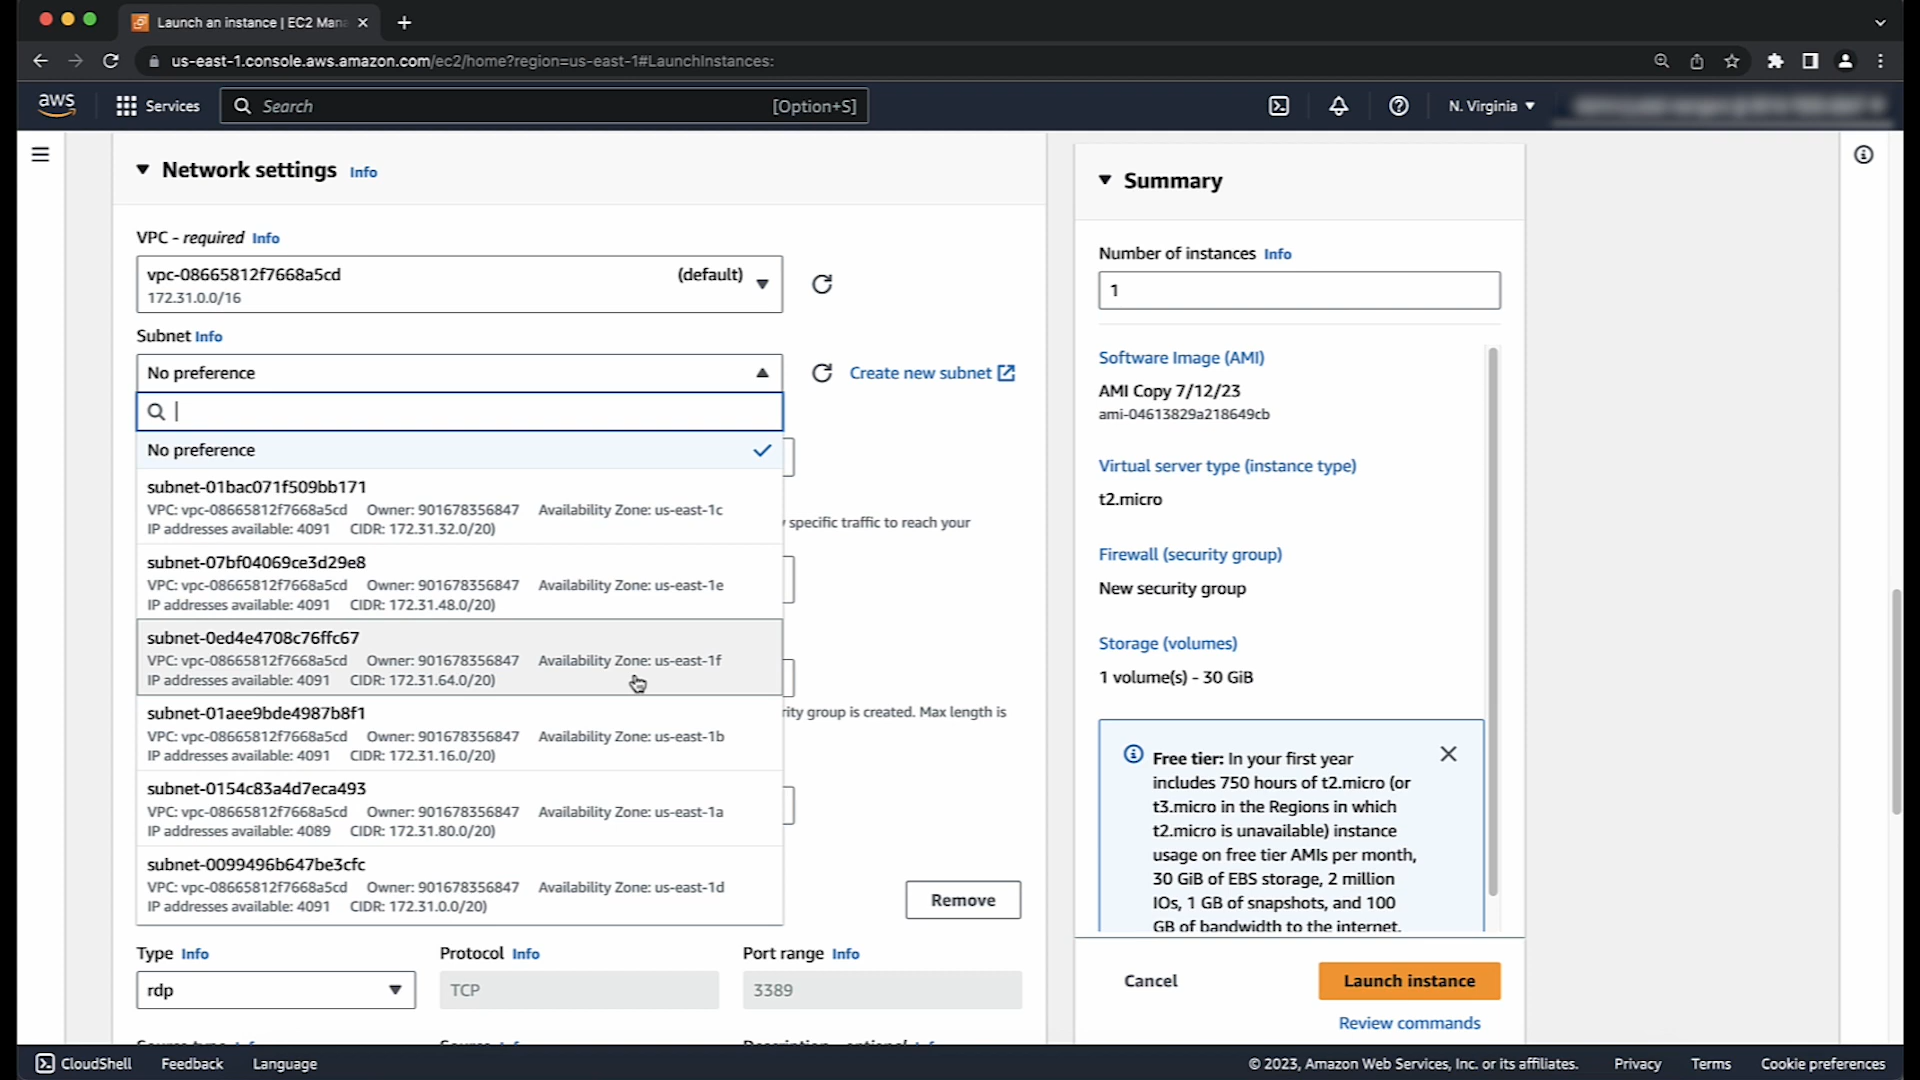 Launch an instance | EC2 Man
us-east-1.console.aws.amazon.com/ec2/home?region=us-east-1#LaunchInstances:
aws
Services
Search
[Option+S]
N. Virginia
Network settings Info
VPC - required Info
vpc-08665812f7668a5cd
(default)
172.31.0.0/16
Subnet Info
No preference
Create new subnet
No preference
subnet-01bac071f509bb171
VPC: vpc-08665812f7668a5cd Owner: 901678356847 Availability Zone: us-east-1c
IP addresses available: 4091 CIDR: 172.31.32.0/20)
subnet-07bf04069ce3d29e8
VPC: vpc-08665812f7668a5cd Owner: 901678356847 Availability Zone: us-east-1e
IP addresses available: 4091 CIDR: 172.31.48.0/20)
subnet-0ed4e4708c76ffc67
VPC: vpc-08665812f7668a5cd Owner: 901678356847 Availability Zone: us-east-1f
IP addresses available: 4091 CIDR: 172.31.64.0/20)
subnet-01aee9bde4987b8f1
VPC: vpc-08665812f7668a5cd Owner: 901678356847 Availability Zone: us-east-1b
IP addresses available: 4091 CIDR: 172.31.16.0/20)
subnet-0154c83a4d7eca493
VPC: vpc-08665812f7668a5cd Owner: 901678356847 Availability Zone: us-east-1a
IP addresses available: 4089 CIDR: 172.31.80.0/20)
subnet-0099496b647be3cfc
VPC: vpc-08665812f7668a5cd Owner: 901678356847 Availability Zone: us-east-1d
IP addresses available: 4091 CIDR: 172.31.0.0/20)
specific traffic to reach your
rity group is created. Max length is
Remove
Type Info
Protocol Info
Port range Info
rdp
TCP
3389
Summary
Number of instances Info
1
Software Image (AMI)
AMI Copy 7/12/23
ami-04613829a218649cb
Virtual server type (instance type)
t2.micro
Firewall (security group)
New security group
Storage (volumes)
1 volume(s) - 30 GiB
Free tier: In your first year
includes 750 hours of t2.micro (or
t3.micro in the Regions in which
t2.micro is unavailable) instance
usage on free tier AMIs per month,
30 GiB of EBS storage, 2 million
IOs, 1 GB of snapshots, and 100
GB of bandwidth to the internet.
Cancel
Launch instance
Review commands
CloudShell
Feedback
Language
© 2023, Amazon Web Services, Inc. or its affiliates.
Privacy
Terms
Cookie preferences